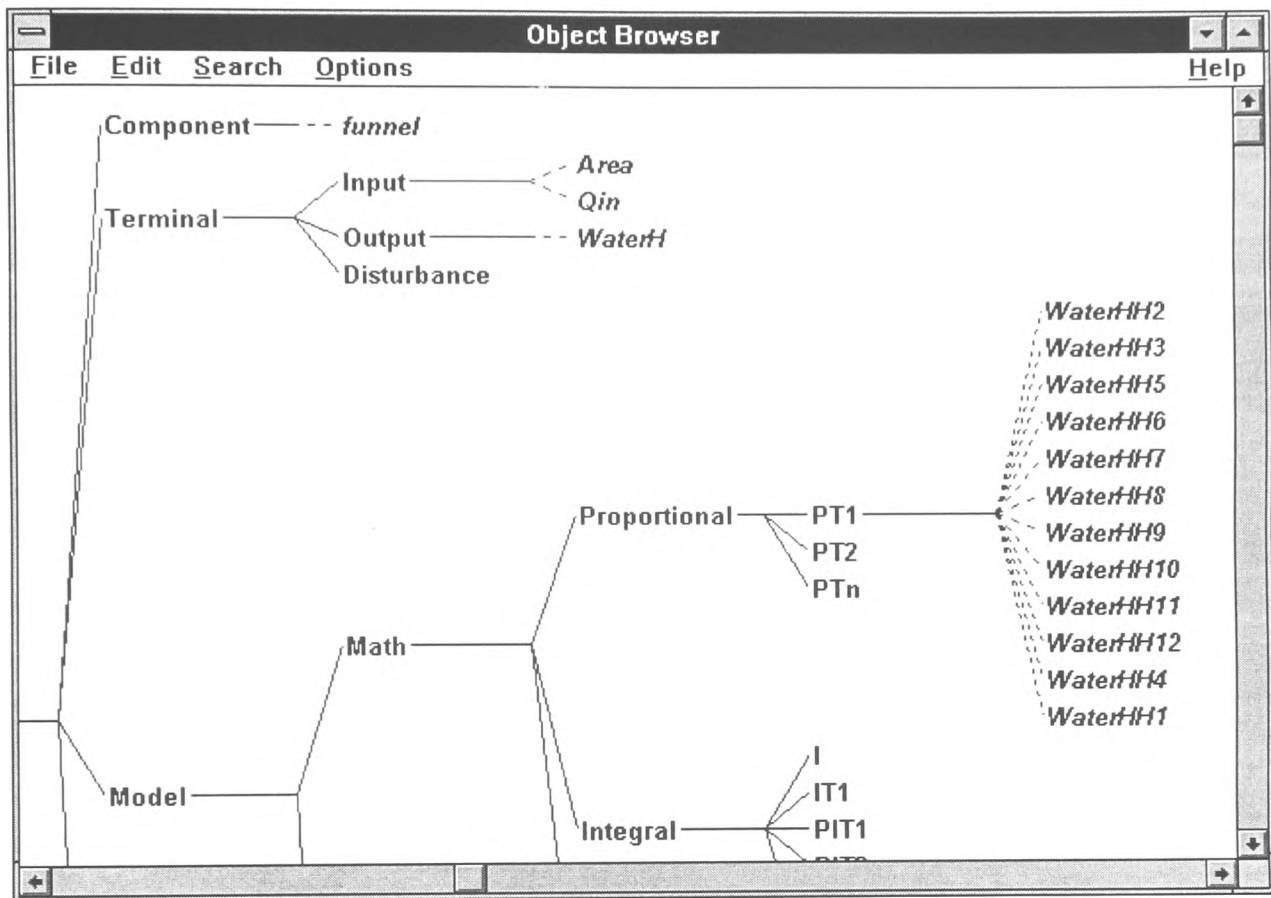 Object Browser
File Edit Search Options Help
Component funnel
Area
Input
Qin
Terminal
Output WaterH
Disturbance
WaterHH2
WaterHH3
WaterHH5
WaterHH6
WaterHH7
WaterHH8
Proportional PT1
WaterHH9
PT2
WaterHH10
PTn
WaterHH11
Math
WaterHH12
WaterHH4
WaterHH1
I
Model
IT1
Integral
PIT1